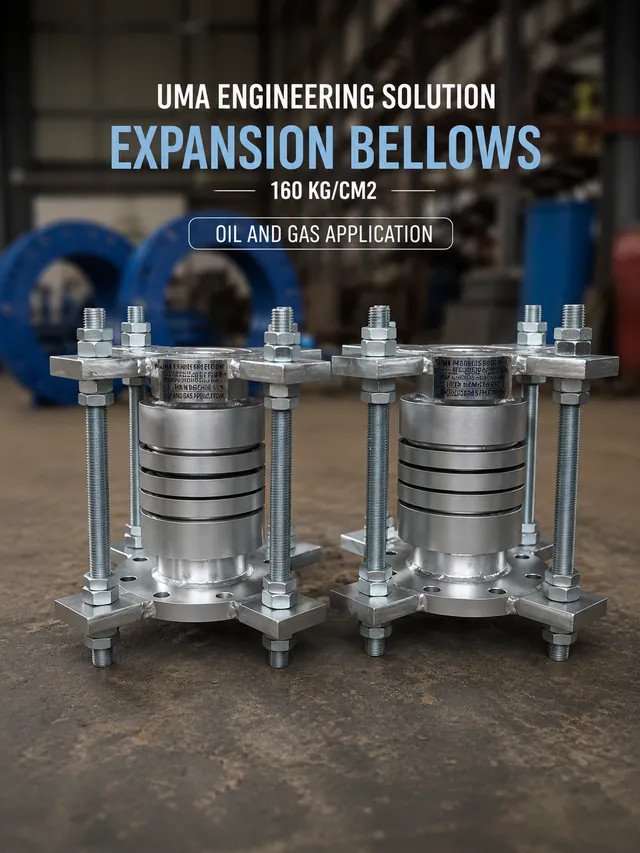 UMA ENGINEERING SOLUTION
EXPANSION BELLOWS
160 KG/CM2
OIL AND GAS APPLICATION